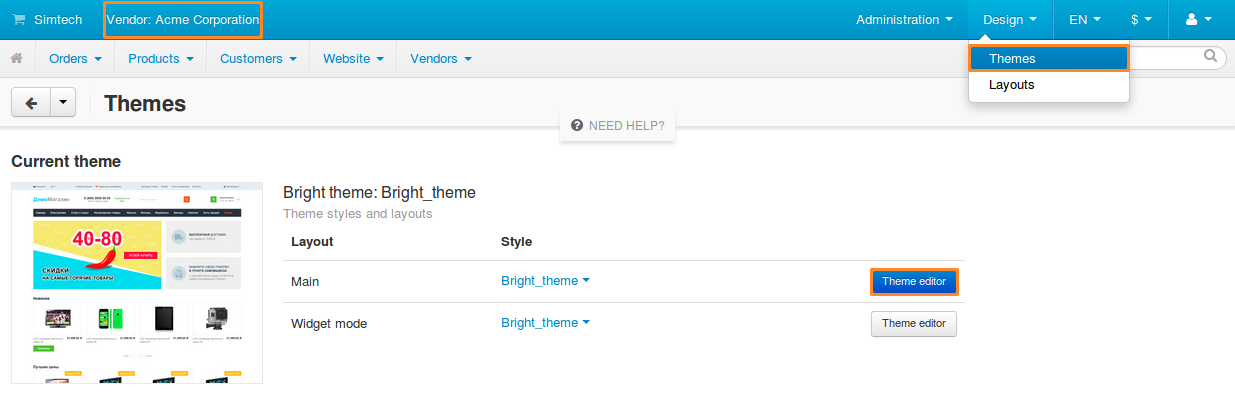 Simtech Vendor: Acme Corporation Administration Design EN $
Orders Products Customers Website Vendors
Themes
Layouts
Themes
NEED HELP?
Current theme
Bright theme: Bright_theme
Theme styles and layouts
Layout Style
Main Bright_theme Theme editor
Widget mode Bright_theme Theme editor
ДемоМагазин
40-80
СКИДКИ
НА САМЫЕ ГОРЯЧИЕ ТОВАРЫ
Новинки
Лучшие цены